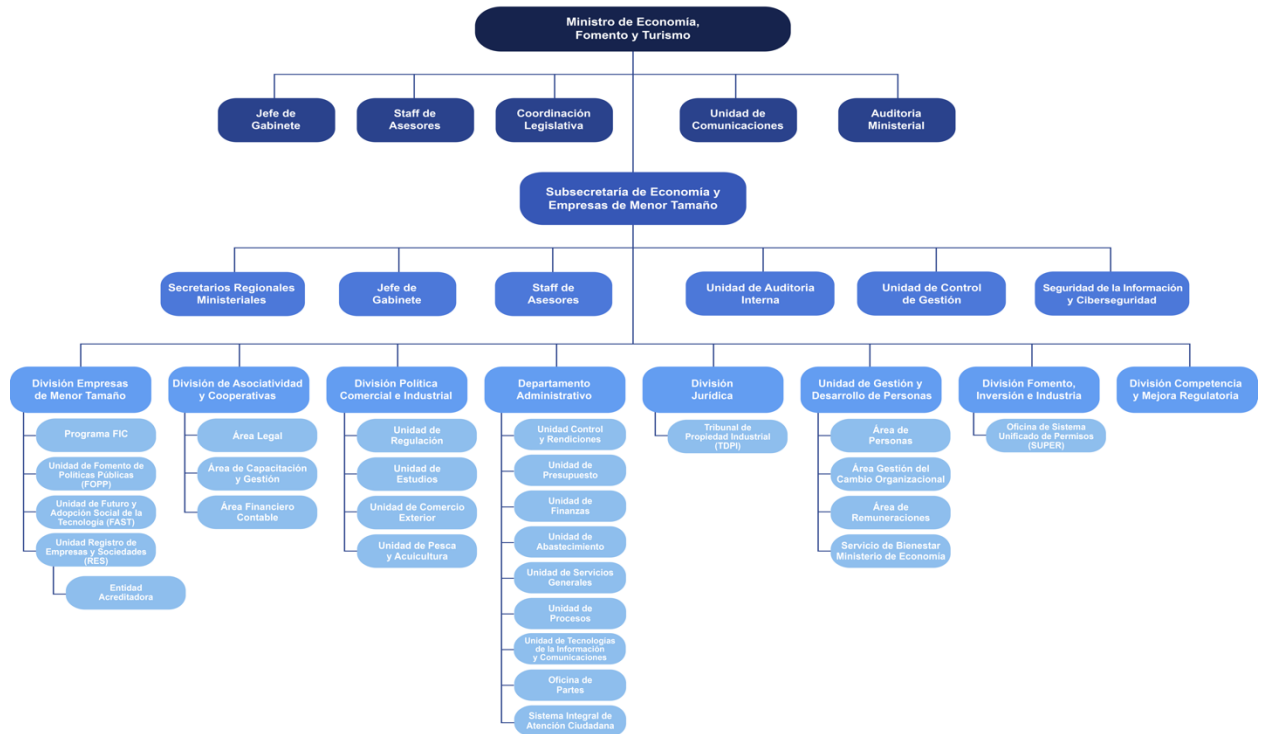 Ministro de Economía,
Fomento y Turismo
Jefe de
Gabinete
Staff de
Asesores
Coordinación
Legislativa
Unidad de
Comunicaciones
Auditoria
Ministerial
Subsecretaría de Economía y
Empresas de Menor Tamaño
Secretarios Regionales
Ministeriales
Jefe de
Gabinete
Staff de
Asesores
Unidad de Auditoria
Interna
Unidad de Control
de Gestión
Seguridad de la Información
y Ciberseguridad
División Empresas
de Menor Tamaño
Programa FIC
Unidad de Fomento de
Políticas Públicas
(FOPP)
Unidad de Futuro y
Adopción Social de la
Tecnología (FAST)
Unidad Registro de
Empresas y Sociedades
(RES)
Entidad
Acreditadora
División de Asociatividad
y Cooperativas
Área Legal
Área de Capacitación
y Gestión
Área Financiero
Contable
División Política
Comercial e Industrial
Unidad de
Regulación
Unidad de
Estudios
Unidad de Comercio
Exterior
Unidad de Pesca
y Acuicultura
Departamento
Administrativo
Unidad Control
y Rendiciones
Unidad de
Presupuesto
Unidad de
Finanzas
Unidad de
Abastecimiento
Unidad de Servicios
Generales
Unidad de
Procesos
Unidad de Tecnologías
de la Información
y Comunicaciones
Oficina de
Partes
Sistema Integral de
Atención Ciudadana
División
Jurídica
Tribunal de
Propiedad Industrial
(TDPI)
Unidad de Gestión y
Desarrollo de Personas
Área de
Personas
Área Gestión del
Cambio Organizacional
Área de
Remuneraciones
Servicio de Bienestar
Ministerio de Economía
División Fomento,
Inversión e Industria
Oficina de Sistema
Unificado de Permisos
(SUPER)
División Competencia
y Mejora Regulatoria